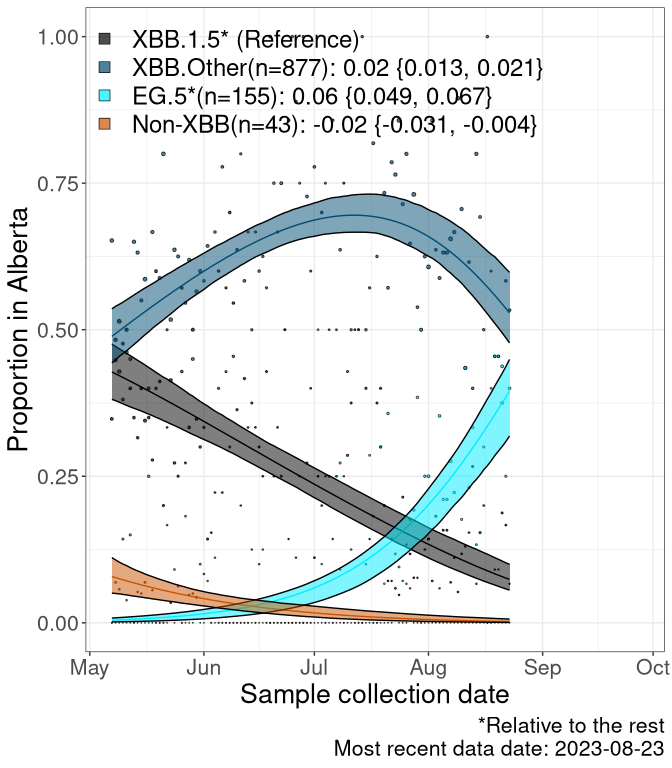 1.00
0.75
0.50
0.25
0.00
Proportion in Alberta
XBB.1.5* (Reference)
XBB.Other(n=877): 0.02 {0.013, 0.021}
EG.5*(n=155): 0.06 {0.049, 0.067}
Non-XBB(n=43): -0.02 {-0.031, -0.004}
May Jun Jul Aug Sep Oct
Sample collection date
*Relative to the rest
Most recent data date: 2023-08-23